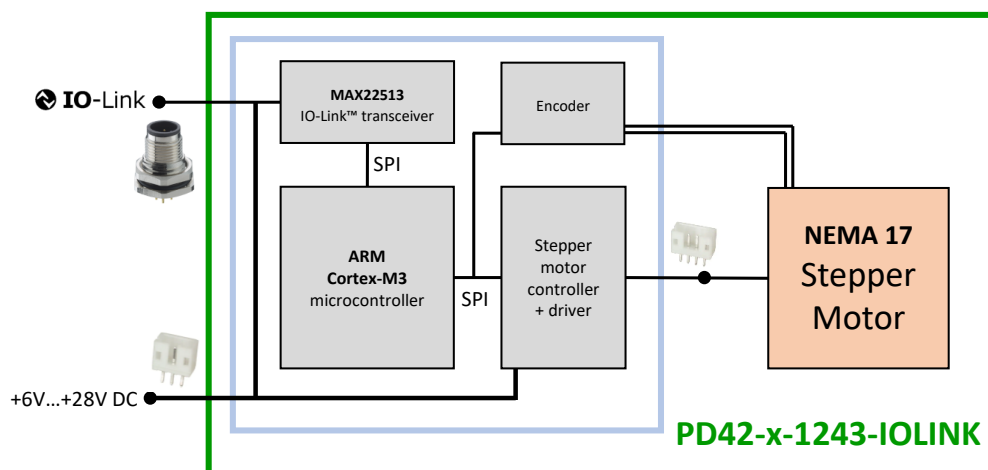 IO-Link
MAX22513
IO-Link™ transceiver
Encoder
SPI
ARM
Cortex-M3
microcontroller
SPI
Stepper
motor
controller
+ driver
NEMA 17
Stepper
Motor
+6V...+28V DC
PD42-x-1243-IOLINK